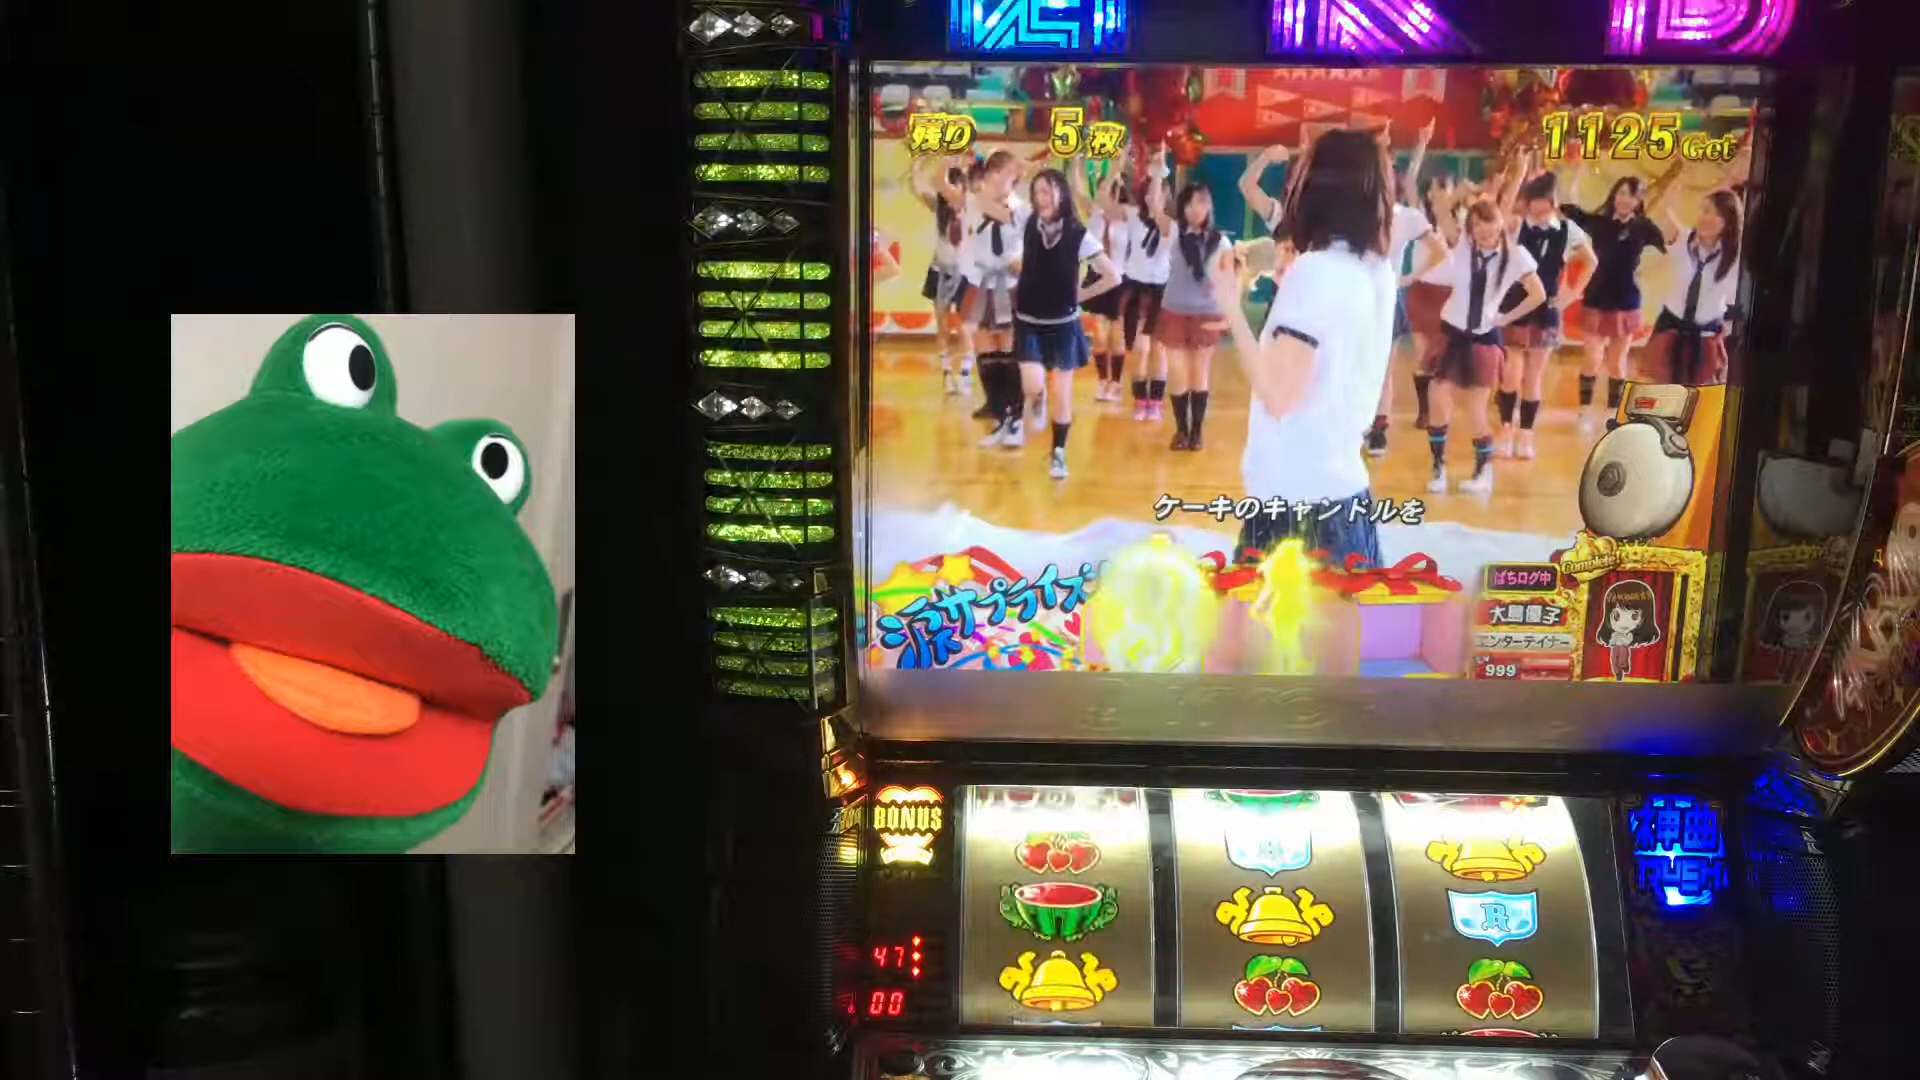 残り 5枚
1125Get
ケーキのキャンドルを
涙サプライズ!
ぱちログ中
Complete!
大島優子
エンターテイナー
Lv
999
BONUS
神曲
RUSH
R
47
00